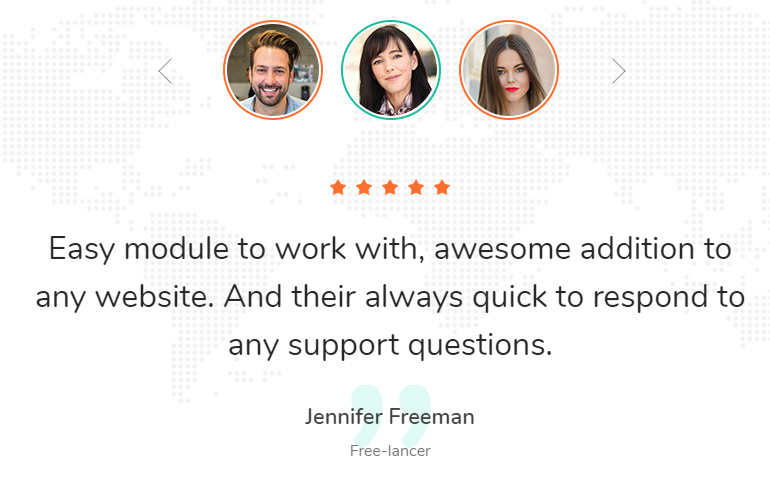 Easy module to work with, awesome addition to
any website. And their always quick to respond to
any support questions.
Jennifer Freeman
Free-lancer